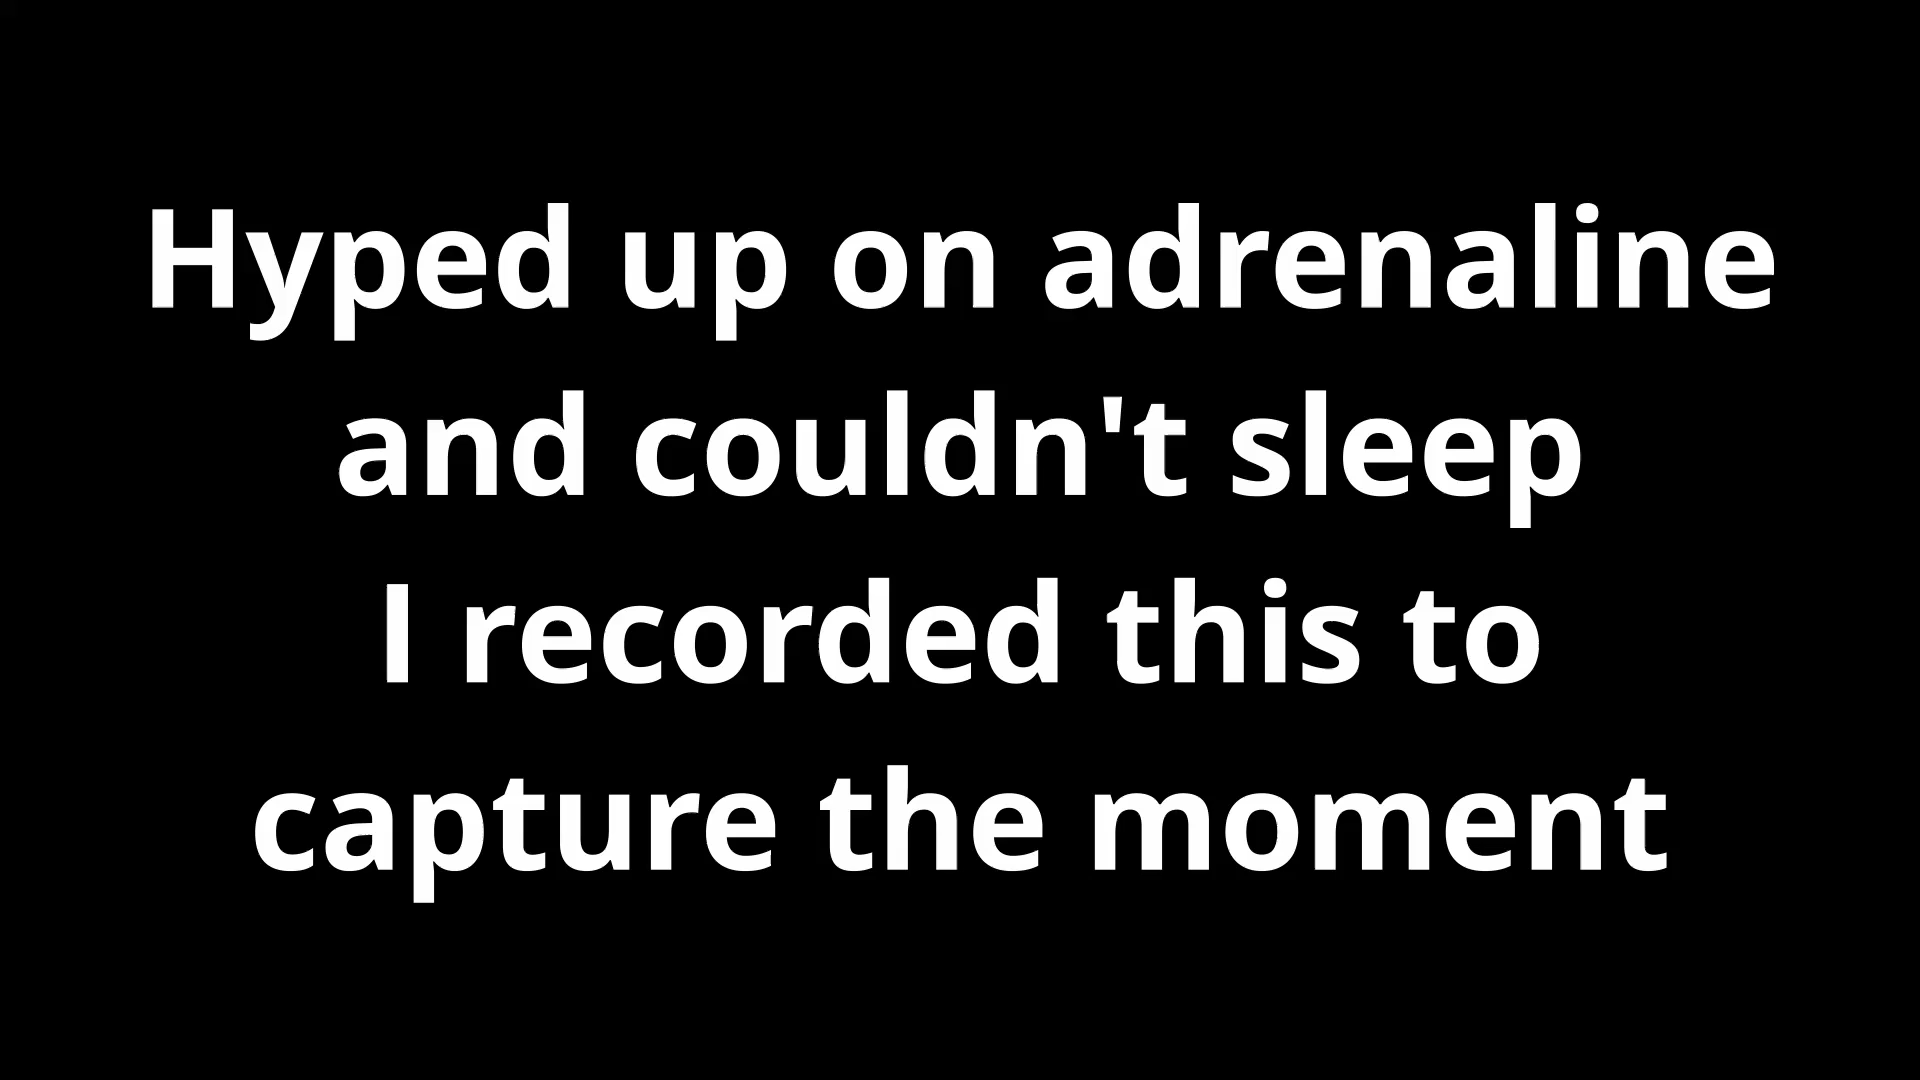 Hyped up on adrenaline
and couldn't sleep
I recorded this to
capture the moment